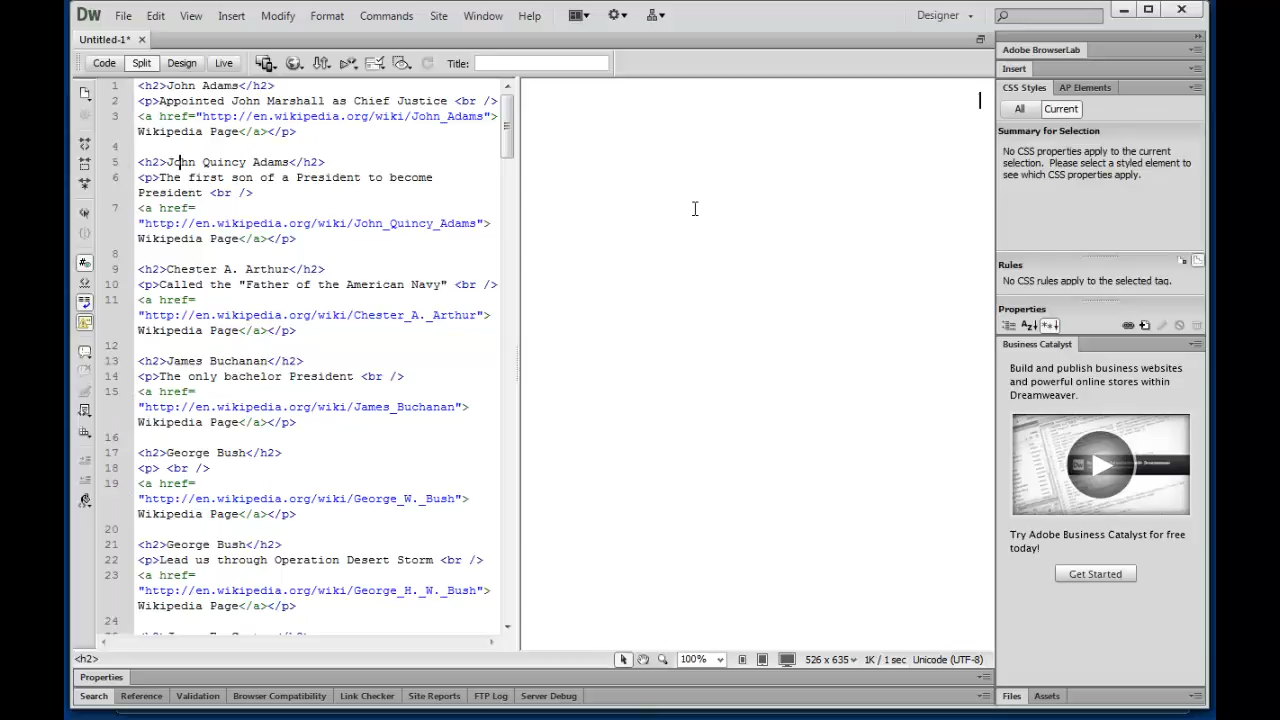 Dw File Edit View Insert Modify Format Commands Site Window Help Designer
Untitled-1*
Code Split Design Live Title:
1 <h2>John Adams</h2>
2 <p>Appointed John Marshall as Chief Justice <br />
3 <a href="http://en.wikipedia.org/wiki/John_Adams">
Wikipedia Page</a></p>
4
5 <h2>John Quincy Adams</h2>
6 <p>The first son of a President to become
President <br />
7 <a href=
"http://en.wikipedia.org/wiki/John_Quincy_Adams">
Wikipedia Page</a></p>
8
9 <h2>Chester A. Arthur</h2>
10 <p>Called the "Father of the American Navy" <br />
11 <a href=
"http://en.wikipedia.org/wiki/Chester_A._Arthur">
Wikipedia Page</a></p>
12
13 <h2>James Buchanan</h2>
14 <p>The only bachelor President <br />
15 <a href=
"http://en.wikipedia.org/wiki/James_Buchanan">
Wikipedia Page</a></p>
16
17 <h2>George Bush</h2>
18 <p> <br />
19 <a href=
"http://en.wikipedia.org/wiki/George_W._Bush">
Wikipedia Page</a></p>
20
21 <h2>George Bush</h2>
22 <p>Lead us through Operation Desert Storm <br />
23 <a href=
"http://en.wikipedia.org/wiki/George_H._W._Bush">
Wikipedia Page</a></p>
24
<h2>
100% 526 x 635 1K / 1 sec Unicode (UTF-8)
Properties
Search Reference Validation Browser Compatibility Link Checker Site Reports FTP Log Server Debug
Adobe BrowserLab
Insert
CSS Styles AP Elements
All Current
Summary for Selection
No CSS properties apply to the current
selection. Please select a styled element to
see which CSS properties apply.
Rules
No CSS rules apply to the selected tag.
Properties
Business Catalyst
Build and publish business websites
and powerful online stores within
Dreamweaver.
Try Adobe Business Catalyst for free
today!
Get Started
Files Assets